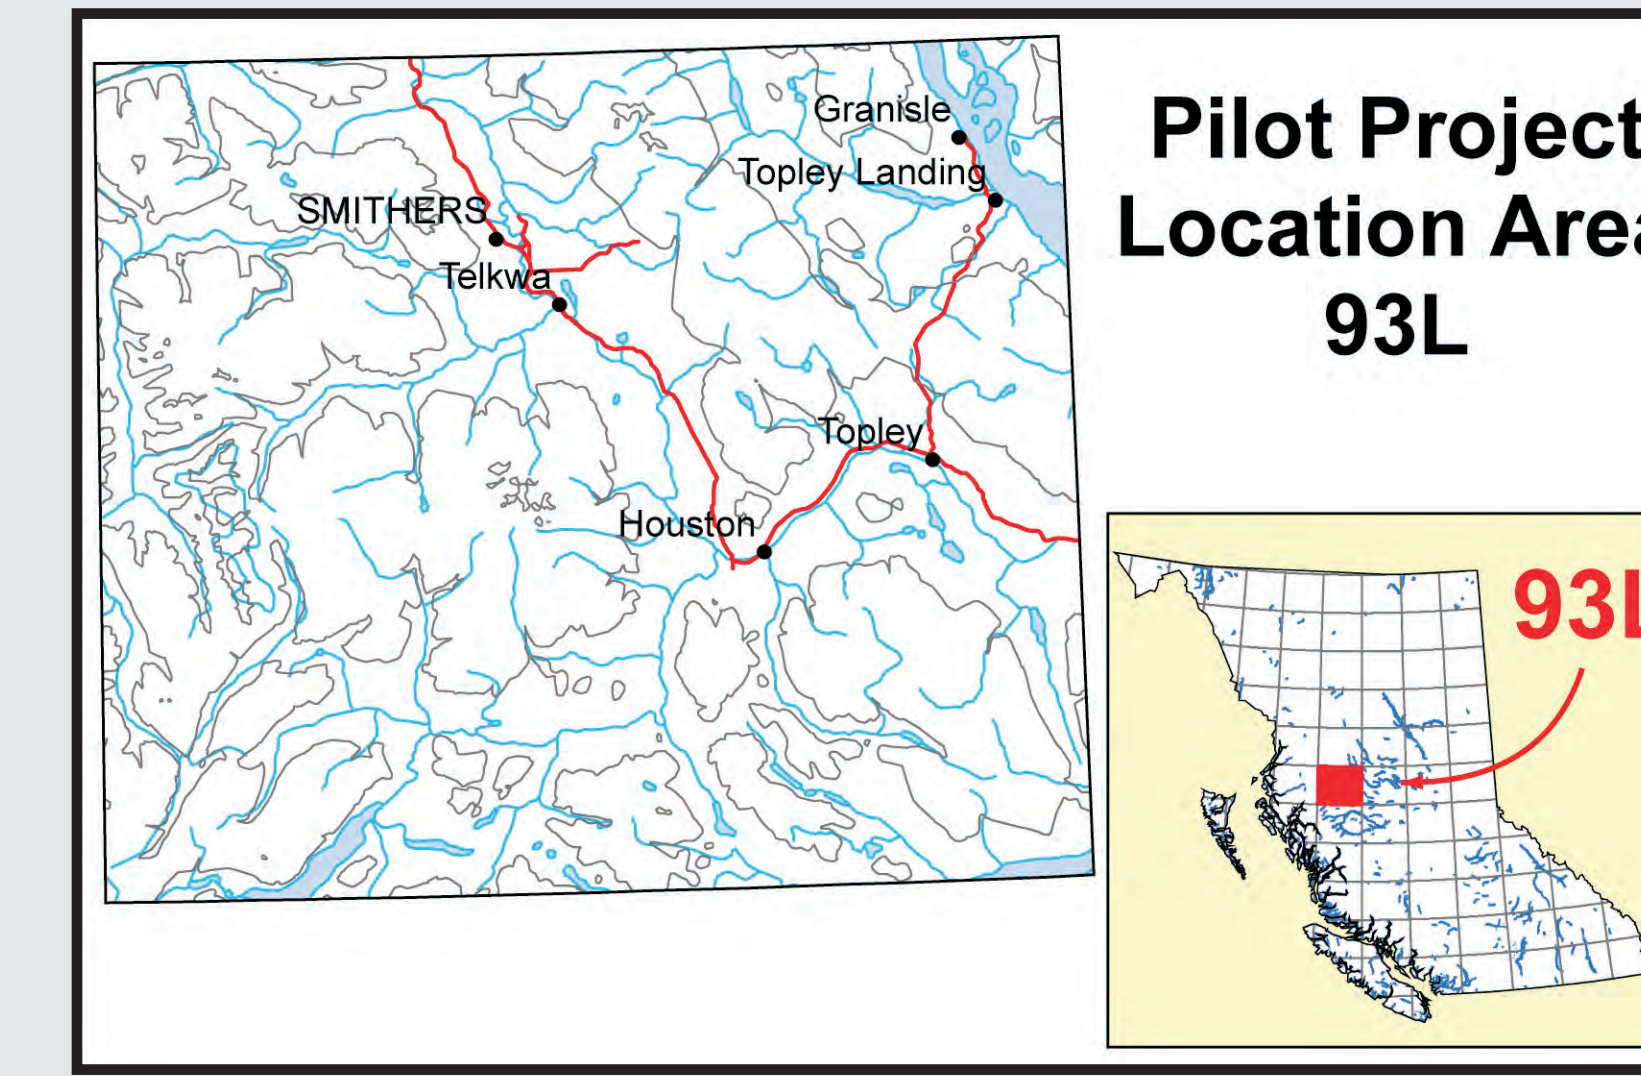 Granisle
Topley Landing
SMITHERS
Telkwa
Topley
Houston
Pilot Project
Location Area
93L
93L